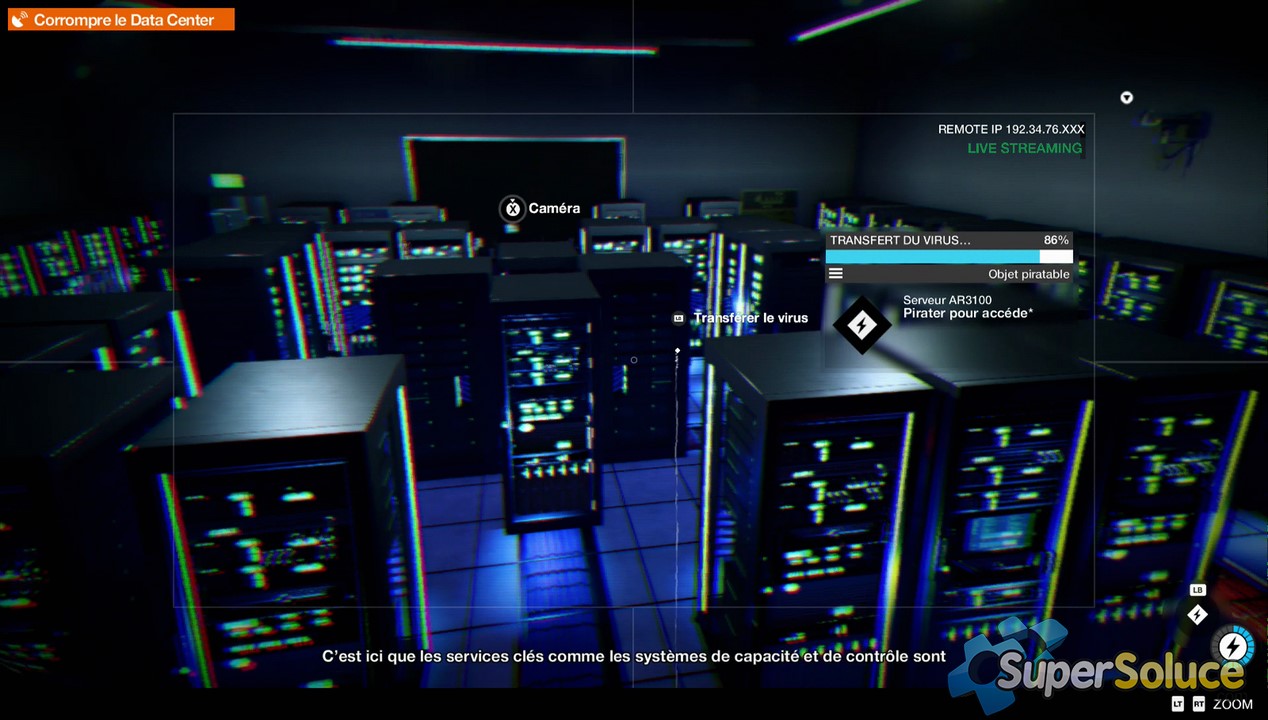 Corrompre le Data Center
REMOTE IP 192.34.76.XXX
LIVE STREAMING
X Caméra
TRANSFERT DU VIRUS... 86%
Objet piratable
Serveur AR3100
Pirater pour accéde*
LB Transférer le virus
LB
C'est ici que les services clés comme les systèmes de capacité et de contrôle sont
SuperSoluce
LT RT ZOOM